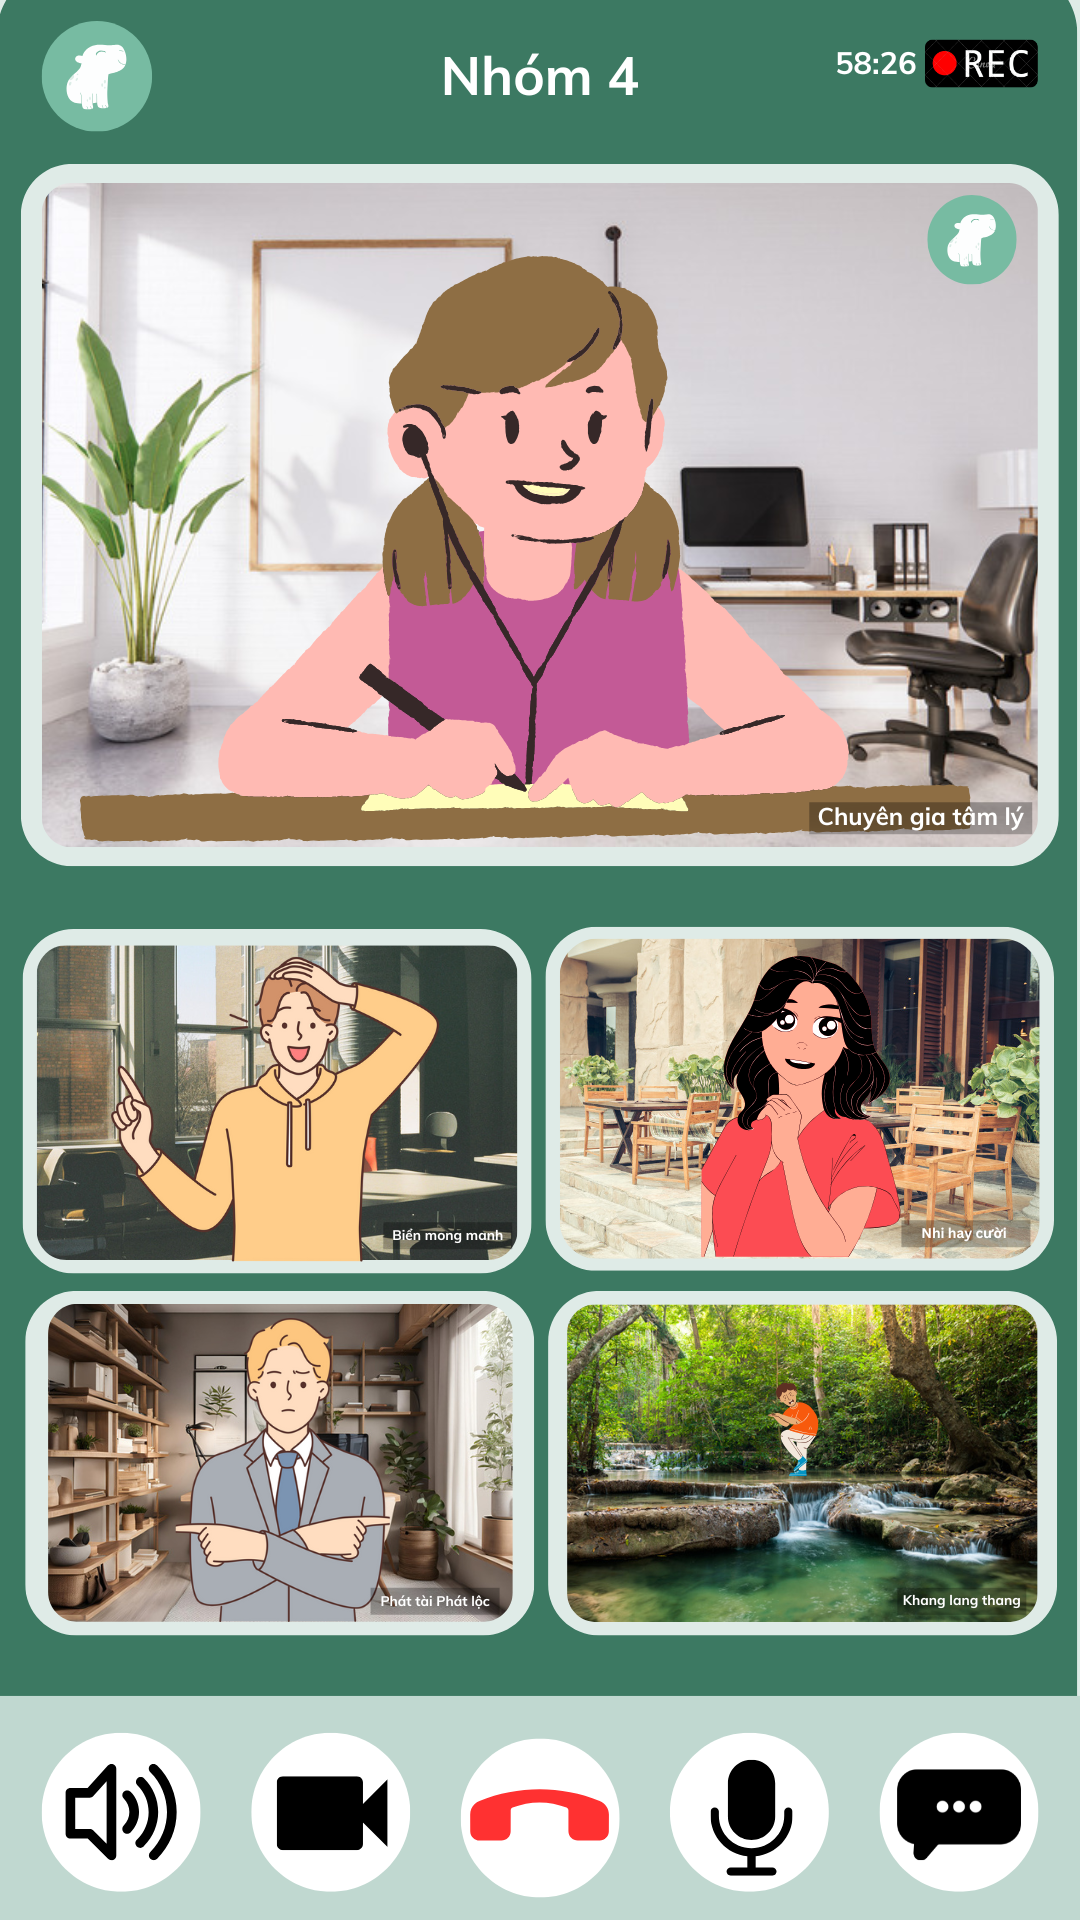 Nhóm 4
58:26 REC
Chuyên gia tâm lý
Biển mong manh
Nhi hay cười
Phát tài Phát lộc
Khang lang thang